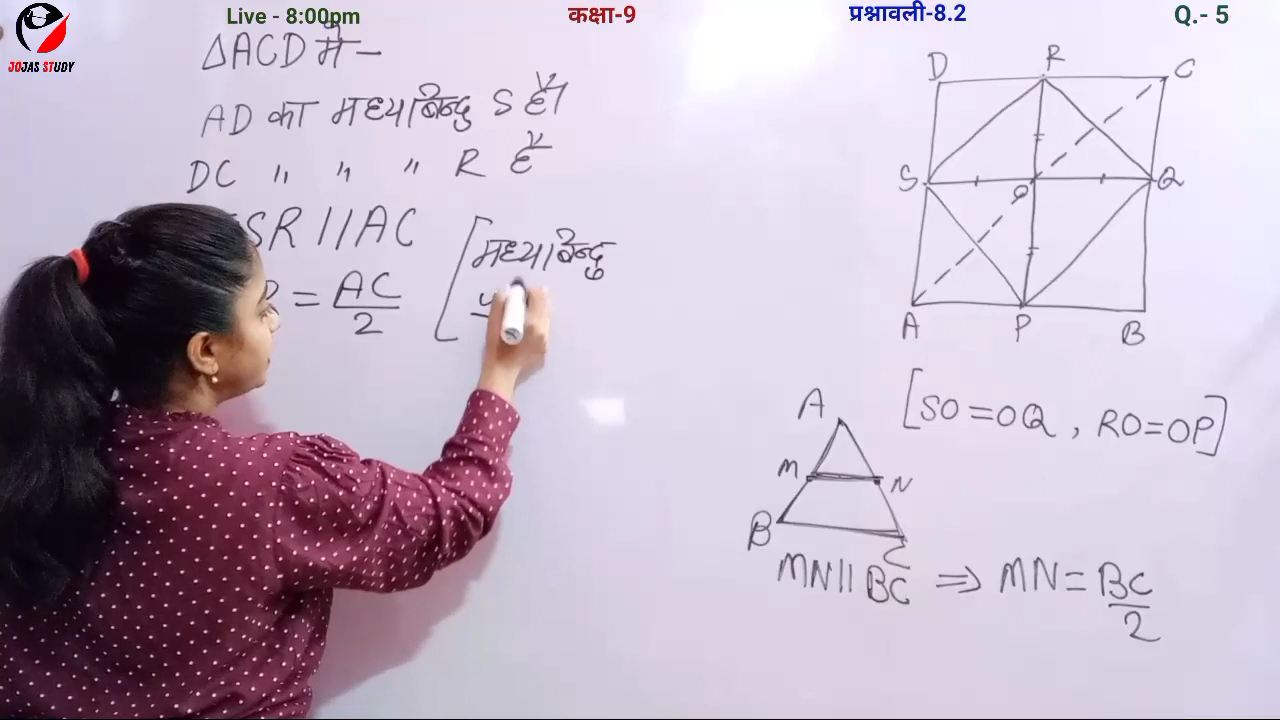 Live - 8:00pm
कक्षा-9
प्रश्नावली-8.2
Q.- 5
JOJAS STUDY
ΔACD में –
AD का मध्यबिन्दु S है।
DC " " " R है
SR || AC
= AC/2
[मध्यबिन्दु
D R C
S O Q
A P B
[SO = OQ , RO = OP]
A
M N
B C
MN || BC ⇒ MN = BC/2